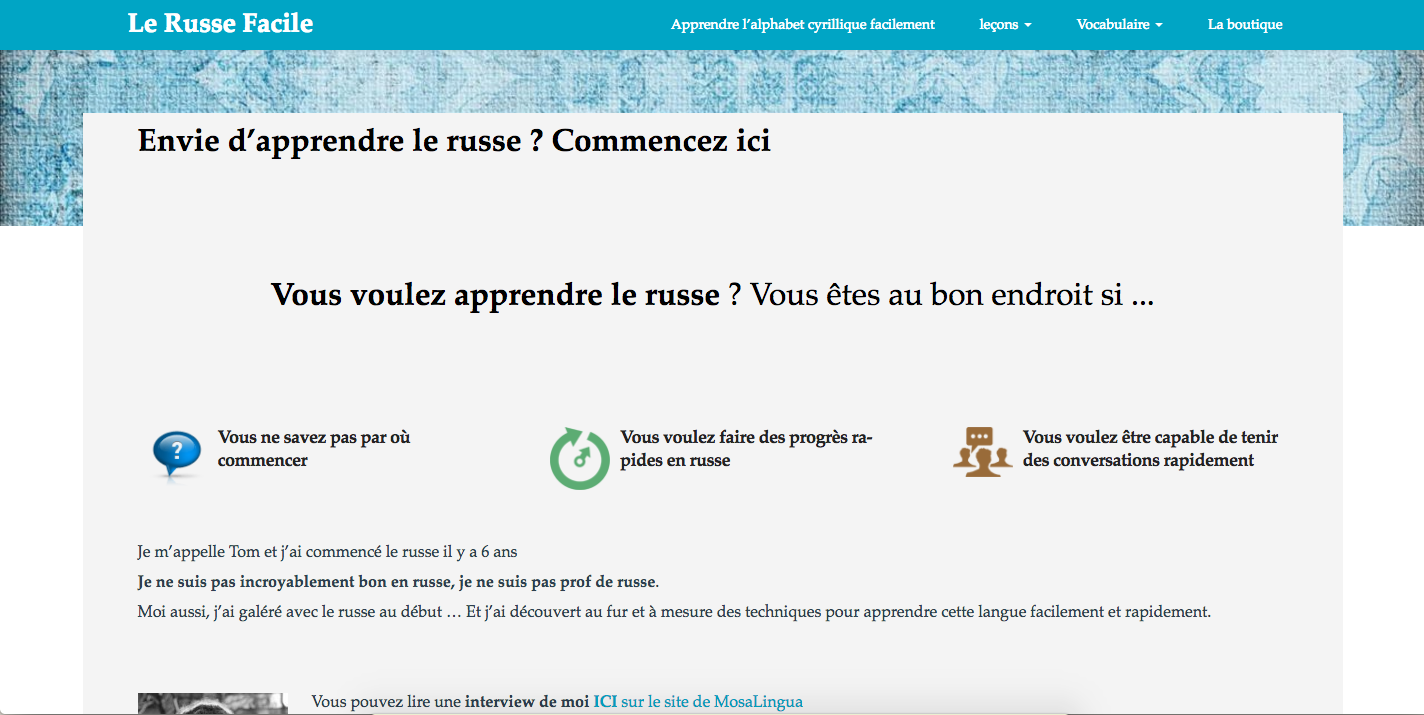 Le Russe Facile
Apprendre l’alphabet cyrillique facilement leçons Vocabulaire La boutique
Envie d’apprendre le russe ? Commencez ici
Vous voulez apprendre le russe ? Vous êtes au bon endroit si ...
?
Vous ne savez pas par où
commencer
Vous voulez faire des progrès ra-
pides en russe
Vous voulez être capable de tenir
des conversations rapidement
Je m’appelle Tom et j’ai commencé le russe il y a 6 ans
Je ne suis pas incroyablement bon en russe, je ne suis pas prof de russe.
Moi aussi, j’ai galéré avec le russe au début … Et j’ai découvert au fur et à mesure des techniques pour apprendre cette langue facilement et rapidement.
Vous pouvez lire une interview de moi ICI sur le site de MosaLingua